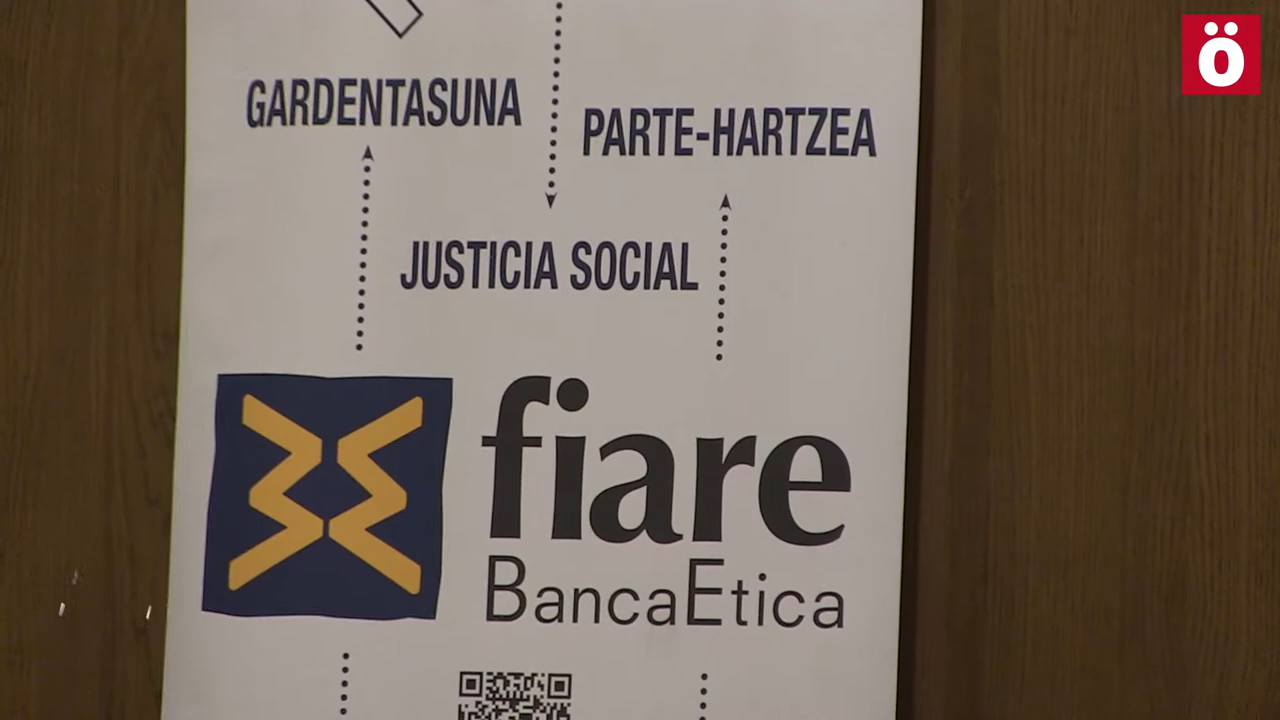 ö
GARDENTASUNA
PARTE-HARTZEA
JUSTICIA SOCIAL
fiare
BancaEtica